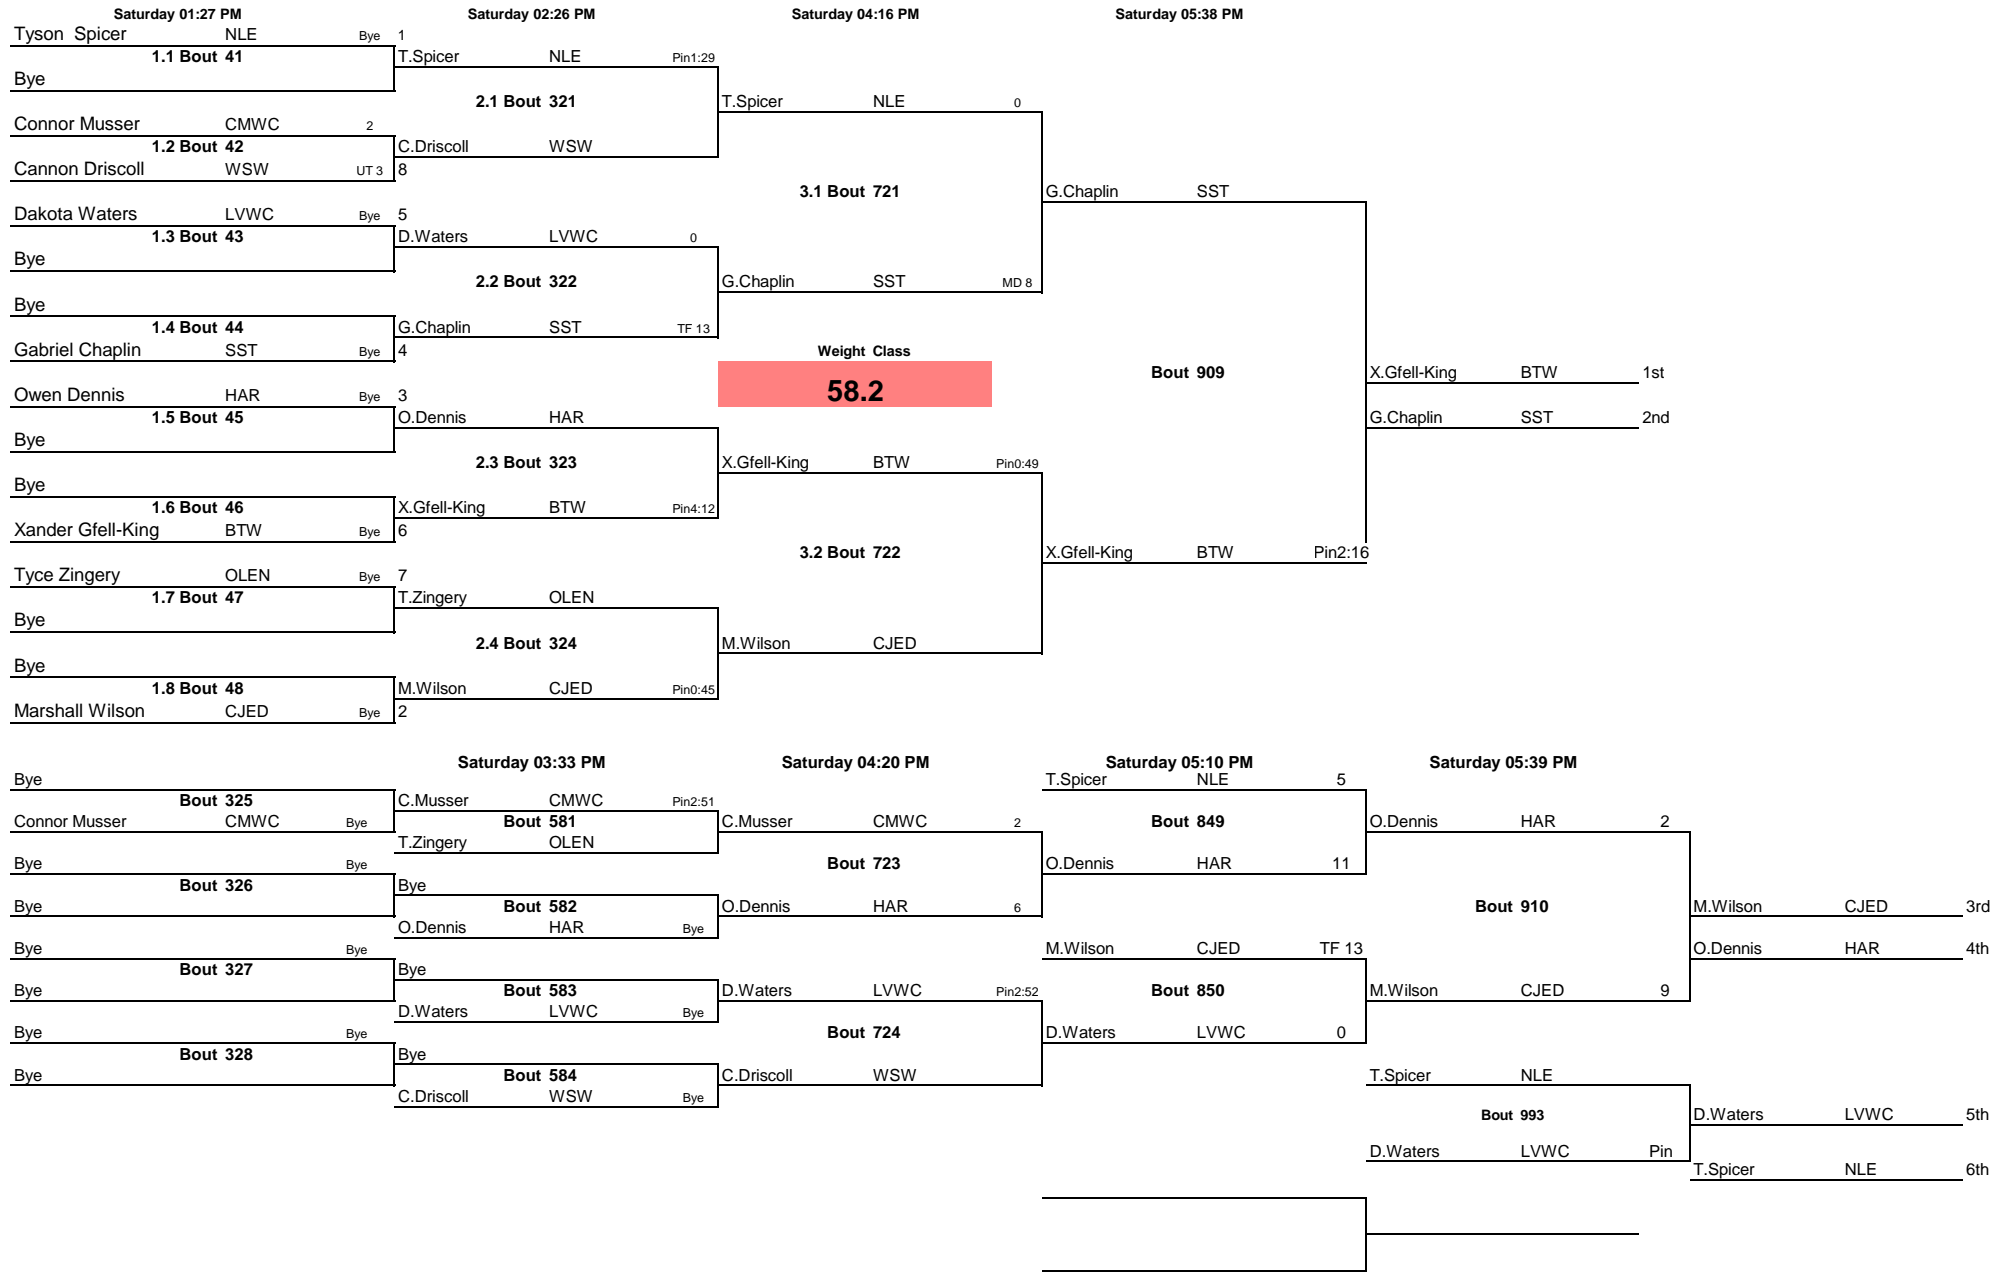 Saturday 01:27 PM Saturday 02:26 PM Saturday 04:16 PM Saturday 05:38 PM
Tyson Spicer NLE Bye 1
1.1 Bout 41 T.Spicer NLE Pin1:29
Bye
2.1 Bout 321 T.Spicer NLE 0
Connor Musser CMWC 2
1.2 Bout 42 C.Driscoll WSW
Cannon Driscoll WSW UT 3 8
3.1 Bout 721 G.Chaplin SST
Dakota Waters LVWC Bye 5
1.3 Bout 43 D.Waters LVWC 0
Bye
2.2 Bout 322 G.Chaplin SST MD 8
Bye
1.4 Bout 44 G.Chaplin SST TF 13
Gabriel Chaplin SST Bye 4 Weight Class
Bout 909 X.Gfell-King BTW 1st
58.2
Owen Dennis HAR Bye 3
1.5 Bout 45 O.Dennis HAR G.Chaplin SST 2nd
Bye
2.3 Bout 323 X.Gfell-King BTW Pin0:49
Bye
1.6 Bout 46 X.Gfell-King BTW Pin4:12
Xander Gfell-King BTW Bye 6
3.2 Bout 722 X.Gfell-King BTW Pin2:16
Tyce Zingery OLEN Bye 7
1.7 Bout 47 T.Zingery OLEN
Bye
2.4 Bout 324 M.Wilson CJED
Bye
1.8 Bout 48 M.Wilson CJED Pin0:45
Marshall Wilson CJED Bye 2
Saturday 03:33 PM Saturday 04:20 PM Saturday 05:10 PM Saturday 05:39 PM
Bye T.Spicer NLE 5
Bout 325 C.Musser CMWC Pin2:51
Connor Musser CMWC Bye Bout 581 C.Musser CMWC 2 Bout 849 O.Dennis HAR 2
T.Zingery OLEN
Bye Bye Bout 723 O.Dennis HAR 11
Bout 326 Bye
Bye Bout 582 O.Dennis HAR 6 Bout 910 M.Wilson CJED 3rd
O.Dennis HAR Bye
Bye Bye M.Wilson CJED TF 13 O.Dennis HAR 4th
Bout 327 Bye
Bye Bout 583 D.Waters LVWC Pin2:52 Bout 850 M.Wilson CJED 9
D.Waters LVWC Bye
Bye Bye Bout 724 D.Waters LVWC 0
Bout 328 Bye
Bye Bout 584 C.Driscoll WSW T.Spicer NLE
C.Driscoll WSW Bye
Bout 993 D.Waters LVWC 5th
D.Waters LVWC Pin
T.Spicer NLE 6th